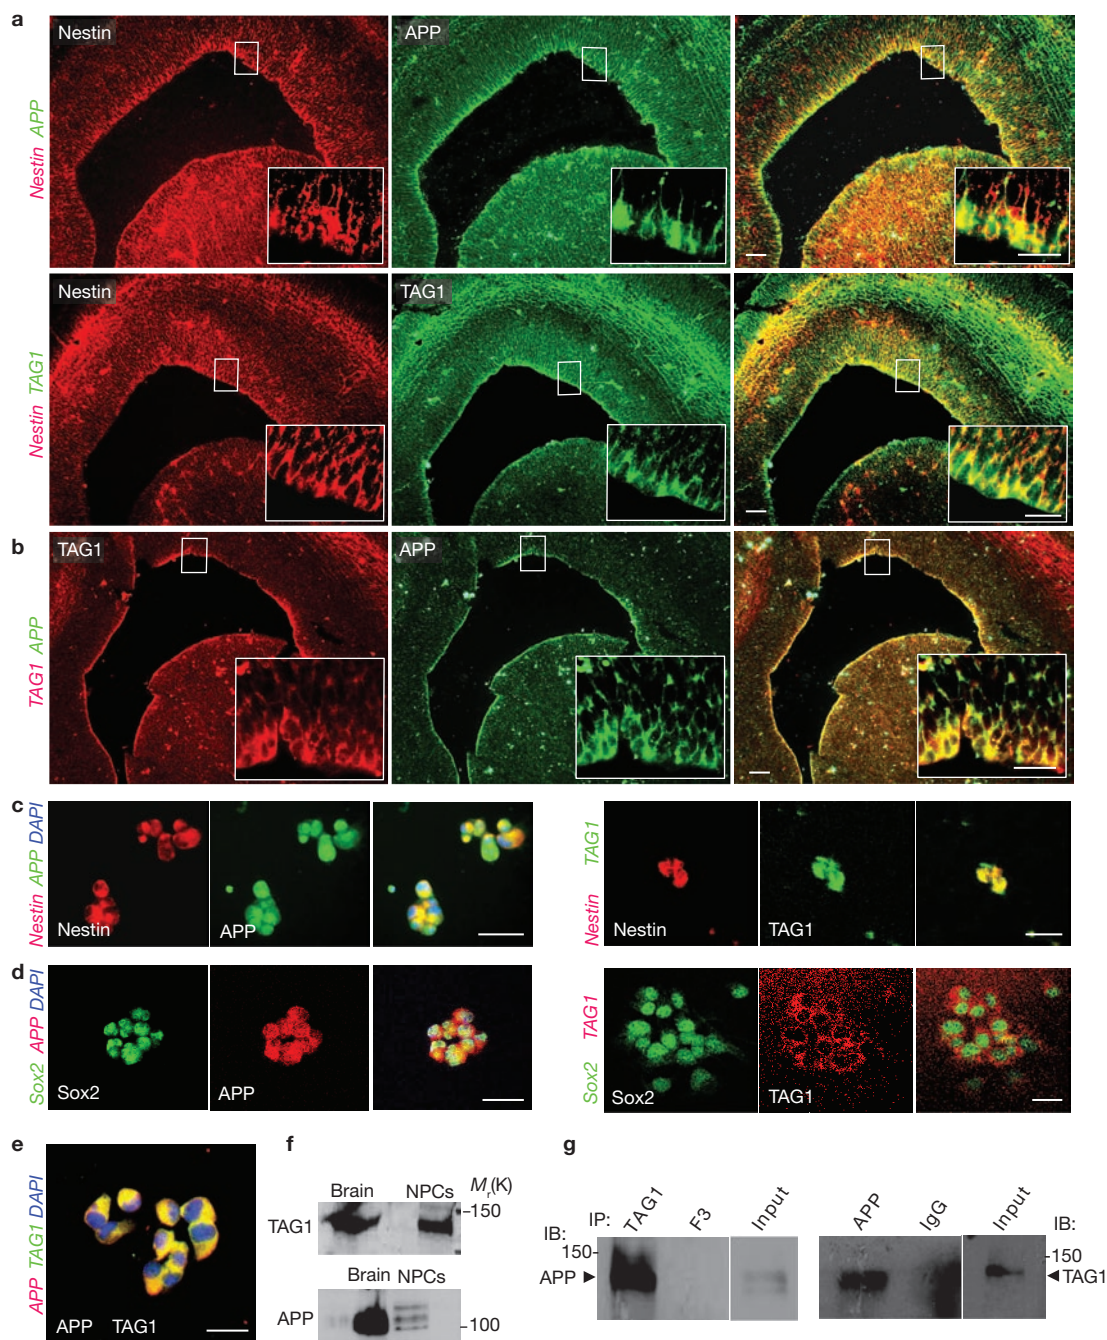 a
Nestin
APP
Nestin APP
Nestin
TAG1
Nestin TAG1
b
TAG1
APP
TAG1 APP
c
Nestin APP DAPI
Nestin
APP
Nestin TAG1
Nestin
TAG1
d
Sox2 APP DAPI
Sox2
APP
Sox2 TAG1
Sox2
TAG1
e
APP TAG1 DAPI
APP TAG1
f
Brain NPCs Mr(K)
TAG1
150
Brain NPCs
APP
100
g
IP: TAG1 F3 Input
IB:
150
APP
APP IgG Input
IB:
150
TAG1